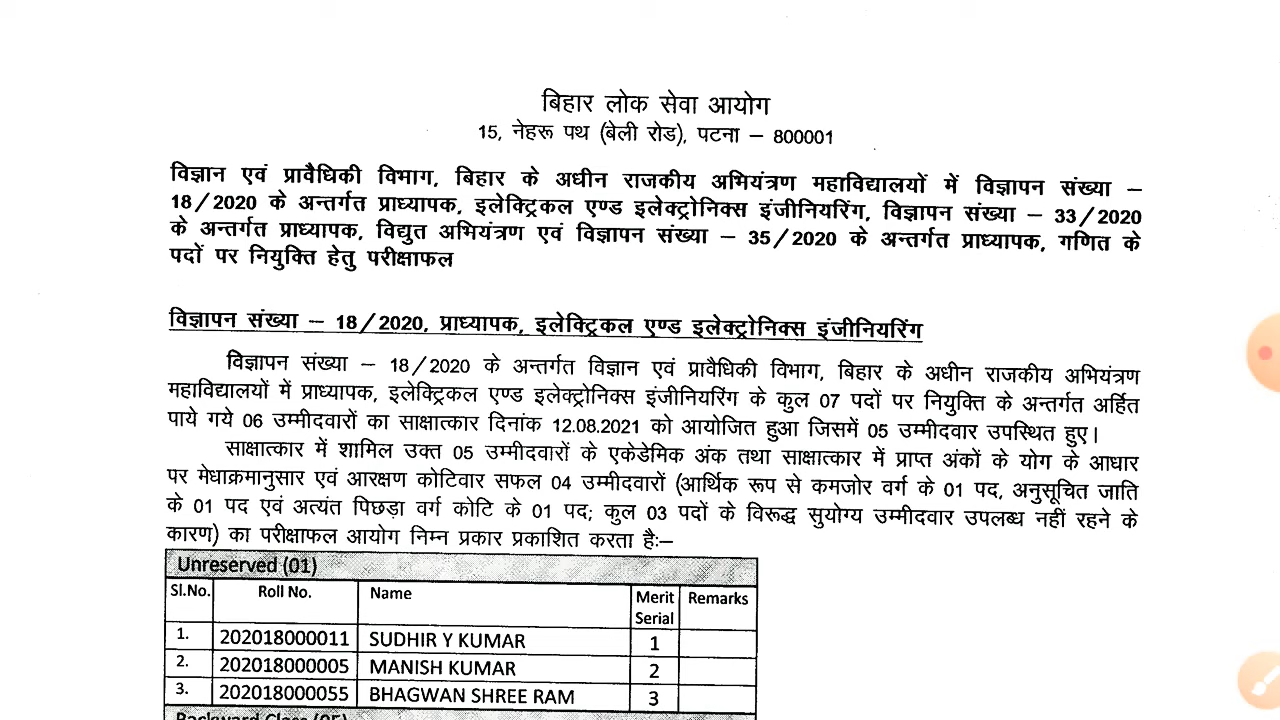 बिहार लोक सेवा आयोग
15, नेहरू पथ (बेली रोड), पटना – 800001
विज्ञान एवं प्रावैधिकी विभाग, बिहार के अधीन राजकीय अभियंत्रण महाविद्यालयों में विज्ञापन संख्या –
18/2020 के अन्तर्गत प्राध्यापक, इलेक्ट्रिकल एण्ड इलेक्ट्रोनिक्स इंजीनियरिंग, विज्ञापन संख्या – 33/2020
के अन्तर्गत प्राध्यापक, विद्युत अभियंत्रण एवं विज्ञापन संख्या – 35/2020 के अन्तर्गत प्राध्यापक, गणित के
पदों पर नियुक्ति हेतु परीक्षाफल
विज्ञापन संख्या – 18/2020, प्राध्यापक, इलेक्ट्रिकल एण्ड इलेक्ट्रोनिक्स इंजीनियरिंग
विज्ञापन संख्या – 18/2020 के अन्तर्गत विज्ञान एवं प्रावैधिकी विभाग, बिहार के अधीन राजकीय अभियंत्रण
महाविद्यालयों में प्राध्यापक, इलेक्ट्रिकल एण्ड इलेक्ट्रोनिक्स इंजीनियरिंग के कुल 07 पदों पर नियुक्ति के अन्तर्गत अर्हित
पाये गये 06 उम्मीदवारों का साक्षात्कार दिनांक 12.08.2021 को आयोजित हुआ जिसमें 05 उम्मीदवार उपस्थित हुए।
साक्षात्कार में शामिल उक्त 05 उम्मीदवारों के एकेडेमिक अंक तथा साक्षात्कार में प्राप्त अंकों के योग के आधार
पर मेधाक्रमानुसार एवं आरक्षण कोटिवार सफल 04 उम्मीदवारों (आर्थिक रूप से कमजोर वर्ग के 01 पद, अनुसूचित जाति
के 01 पद एवं अत्यंत पिछड़ा वर्ग कोटि के 01 पद; कुल 03 पदों के विरूद्ध सुयोग्य उम्मीदवार उपलब्ध नहीं रहने के
कारण) का परीक्षाफल आयोग निम्न प्रकार प्रकाशित करता है:–
Unreserved (01)
Sl.No. Roll No. Name Merit Serial Remarks
1. 202018000011 SUDHIR Y KUMAR 1
2. 202018000005 MANISH KUMAR 2
3. 202018000055 BHAGWAN SHREE RAM 3
Backward Class (05)